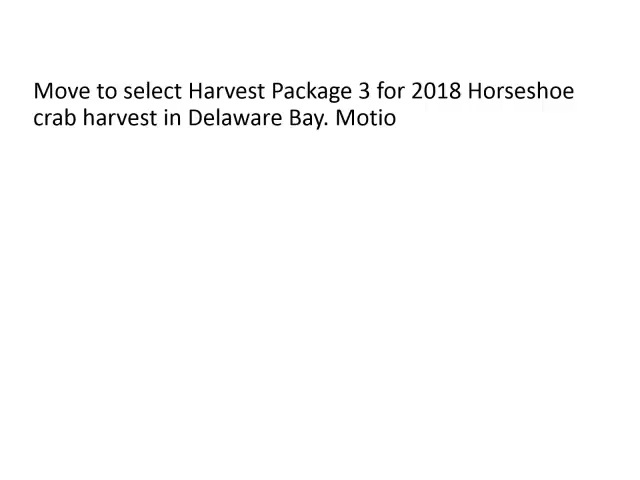 Move to select Harvest Package 3 for 2018 Horseshoe
crab harvest in Delaware Bay. Motio